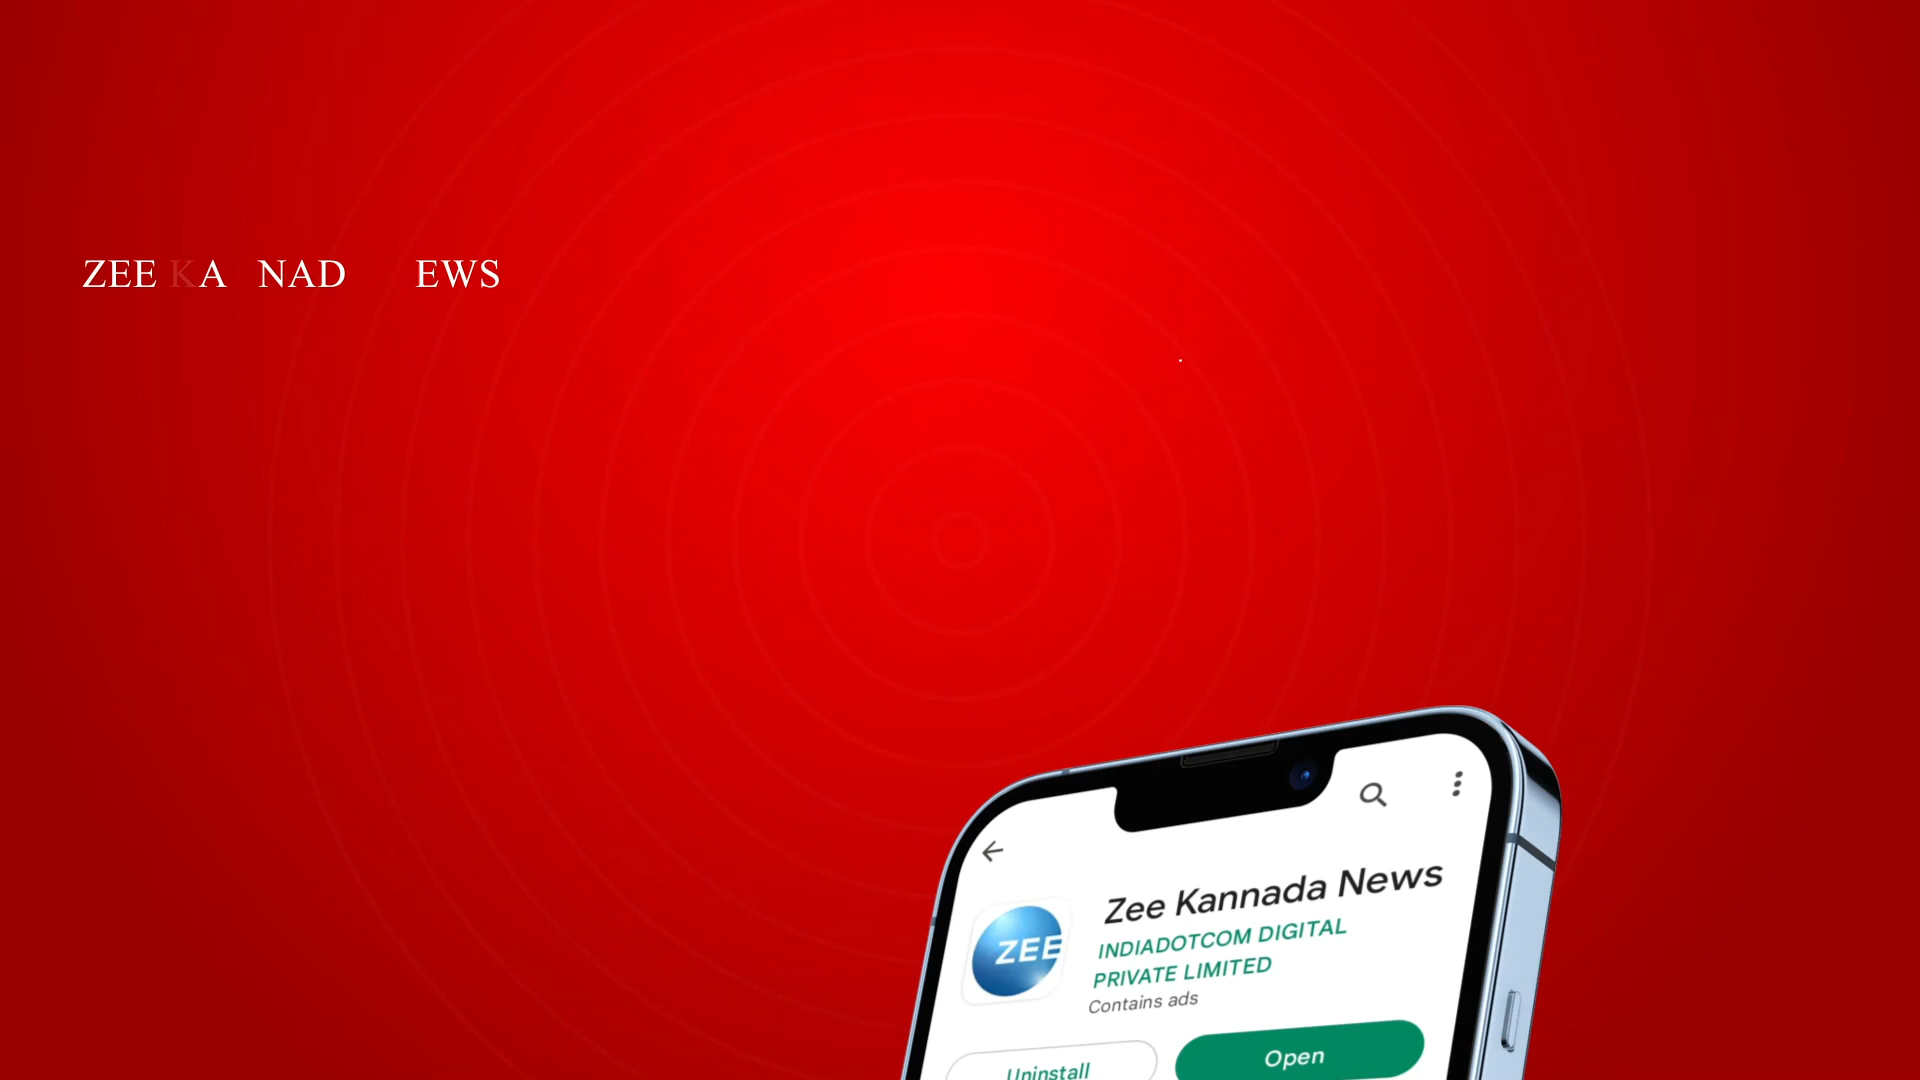 ZEE KA NAD EWS
Zee Kannada News
ZEE
INDIADOTCOM DIGITAL
PRIVATE LIMITED
Contains ads
Uninstall
Open